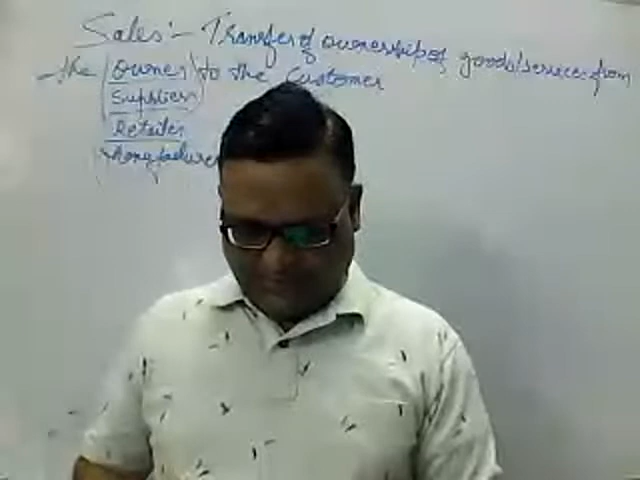 Sales:- Transfer of ownership of goods/services from
the (owner) to the Customer
Supplier
Retailer
Manufacturer